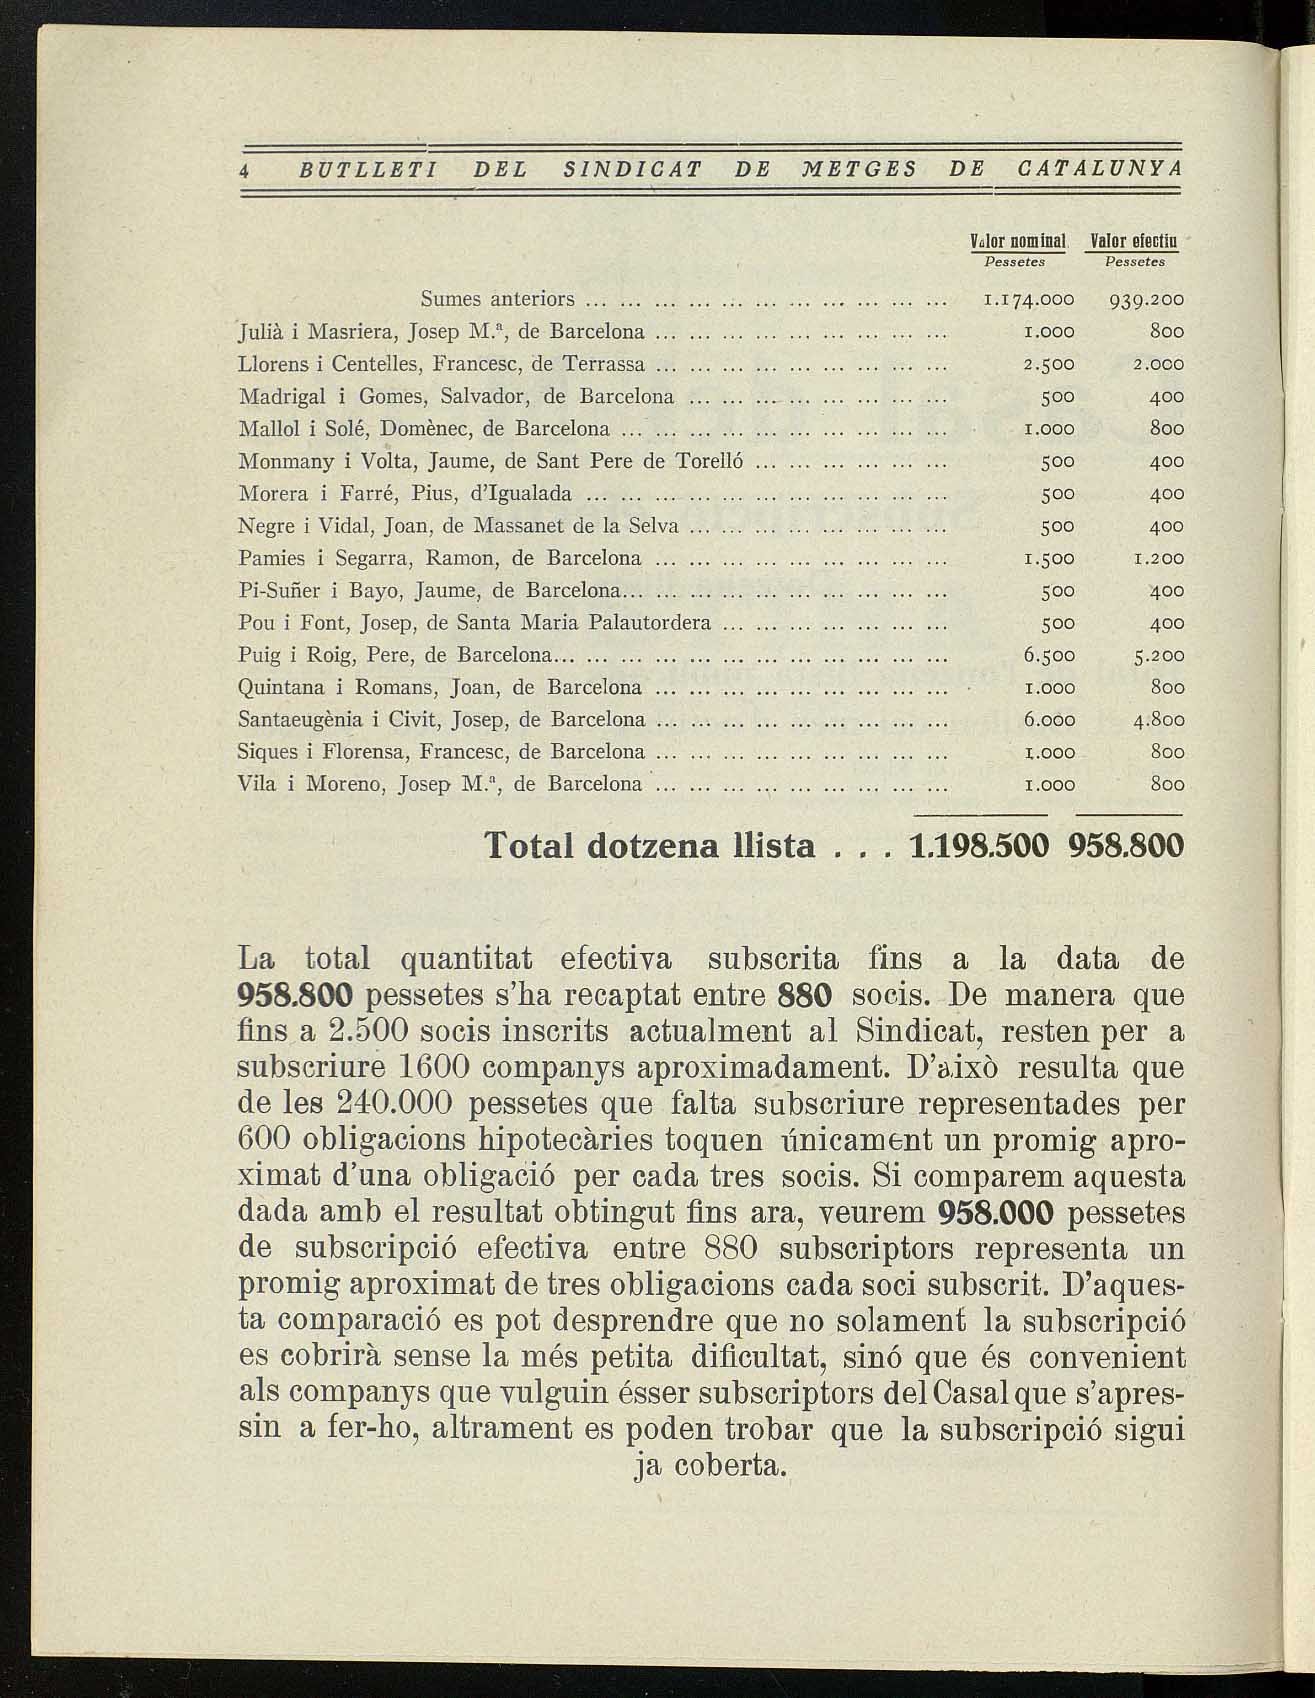 4 BUTLLETI DEL SINDICAT DE METGES DE CATALUNYA
Valor nominal Valor efectiu
Pessetes Pessetes
Sumes anteriors ... ... ... ... ... ... ... ... ... ... ... 1.174.000 939.200
Julià i Masriera, Josep M.ª, de Barcelona ... ... ... ... ... ... ... ... ... 1.000 800
Llorens i Centelles, Francesc, de Terrassa ... ... ... ... ... ... ... ... ... 2.500 2.000
Madrigal i Gomes, Salvador, de Barcelona ... ... ... ... ... ... ... ... 500 400
Mallol i Solé, Domènec, de Barcelona ... ... ... ... ... ... ... ... ... ... 1.000 800
Monmany i Volta, Jaume, de Sant Pere de Torelló ... ... ... ... ... ... 500 400
Morera i Farré, Pius, d'Igualada ... ... ... ... ... ... ... ... ... ... ... 500 400
Negre i Vidal, Joan, de Massanet de la Selva ... ... ... ... ... ... ... ... 500 400
Pamies i Segarra, Ramon, de Barcelona ... ... ... ... ... ... ... ... ... 1.500 1.200
Pi-Suñer i Bayo, Jaume, de Barcelona... ... ... ... ... ... ... ... ... ... 500 400
Pou i Font, Josep, de Santa Maria Palautordera ... ... ... ... ... ... ... 500 400
Puig i Roig, Pere, de Barcelona... ... ... ... ... ... ... ... ... ... ... ... 6.500 5.200
Quintana i Romans, Joan, de Barcelona ... ... ... ... ... ... ... ... ... 1.000 800
Santaeugènia i Civit, Josep, de Barcelona ... ... ... ... ... ... ... ... ... 6.000 4.800
Siques i Florensa, Francesc, de Barcelona ... ... ... ... ... ... ... ... ... 1.000 800
Vila i Moreno, Josep M.ª, de Barcelona ... ... ... ... ... ... ... ... ... 1.000 800
Total dotzena llista . . . 1.198.500 958.800
La total quantitat efectiva subscrita fins a la data de
958.800 pessetes s'ha recaptat entre 880 socis. De manera que
fins a 2.500 socis inscrits actualment al Sindicat, resten per a
subscriure 1600 companys aproximadament. D'això resulta que
de les 240.000 pessetes que falta subscriure representades per
600 obligacions hipotecàries toquen únicament un promig apro-
ximat d'una obligació per cada tres socis. Si comparem aquesta
dada amb el resultat obtingut fins ara, veurem 958.000 pessetes
de subscripció efectiva entre 880 subscriptors representa un
promig aproximat de tres obligacions cada soci subscrit. D'aques-
ta comparació es pot desprendre que no solament la subscripció
es cobrirà sense la més petita dificultat, sinó que és convenient
als companys que vulguin ésser subscriptors del Casal que s'apres-
sin a fer-ho, altrament es poden trobar que la subscripció sigui
ja coberta.